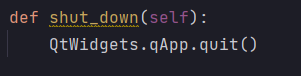 def shut_down(self):
    QtWidgets.qApp.quit()